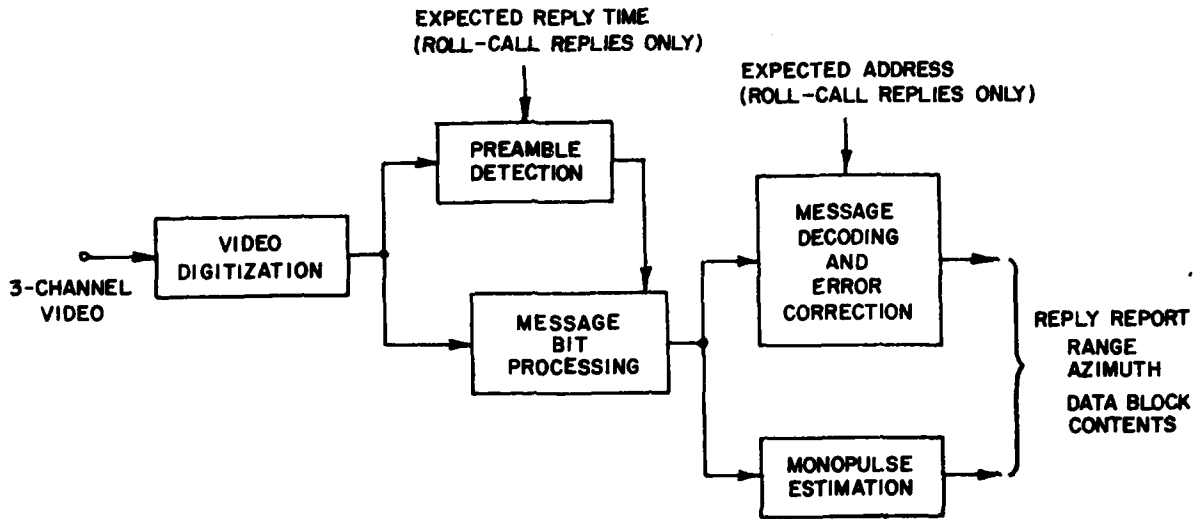 EXPECTED REPLY TIME
(ROLL-CALL REPLIES ONLY)
EXPECTED ADDRESS
(ROLL-CALL REPLIES ONLY)
PREAMBLE
DETECTION
VIDEO
DIGITIZATION
3-CHANNEL
VIDEO
MESSAGE
BIT
PROCESSING
MESSAGE
DECODING
AND
ERROR
CORRECTION
MONOPULSE
ESTIMATION
REPLY REPORT
RANGE
AZIMUTH
DATA BLOCK
CONTENTS